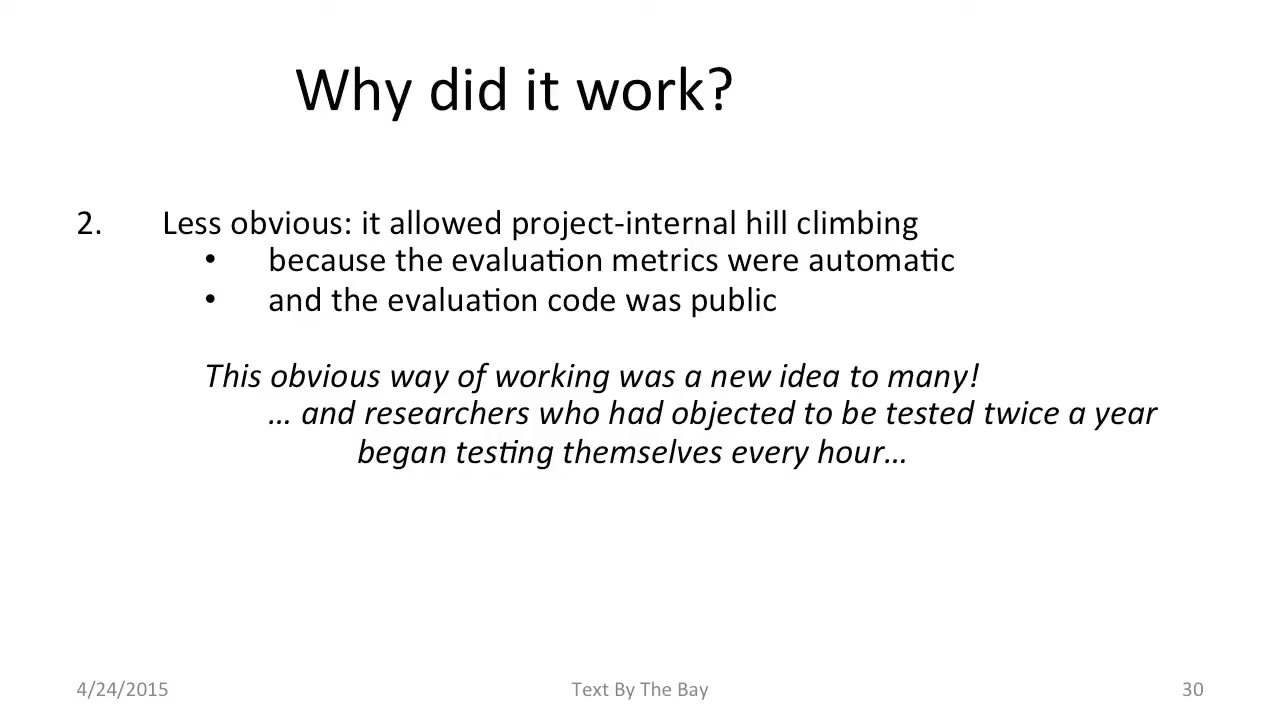 Why did it work?
2. Less obvious: it allowed project-internal hill climbing
• because the evaluation metrics were automatic
• and the evaluation code was public
This obvious way of working was a new idea to many!
… and researchers who had objected to be tested twice a year
began testing themselves every hour…
4/24/2015 Text By The Bay 30